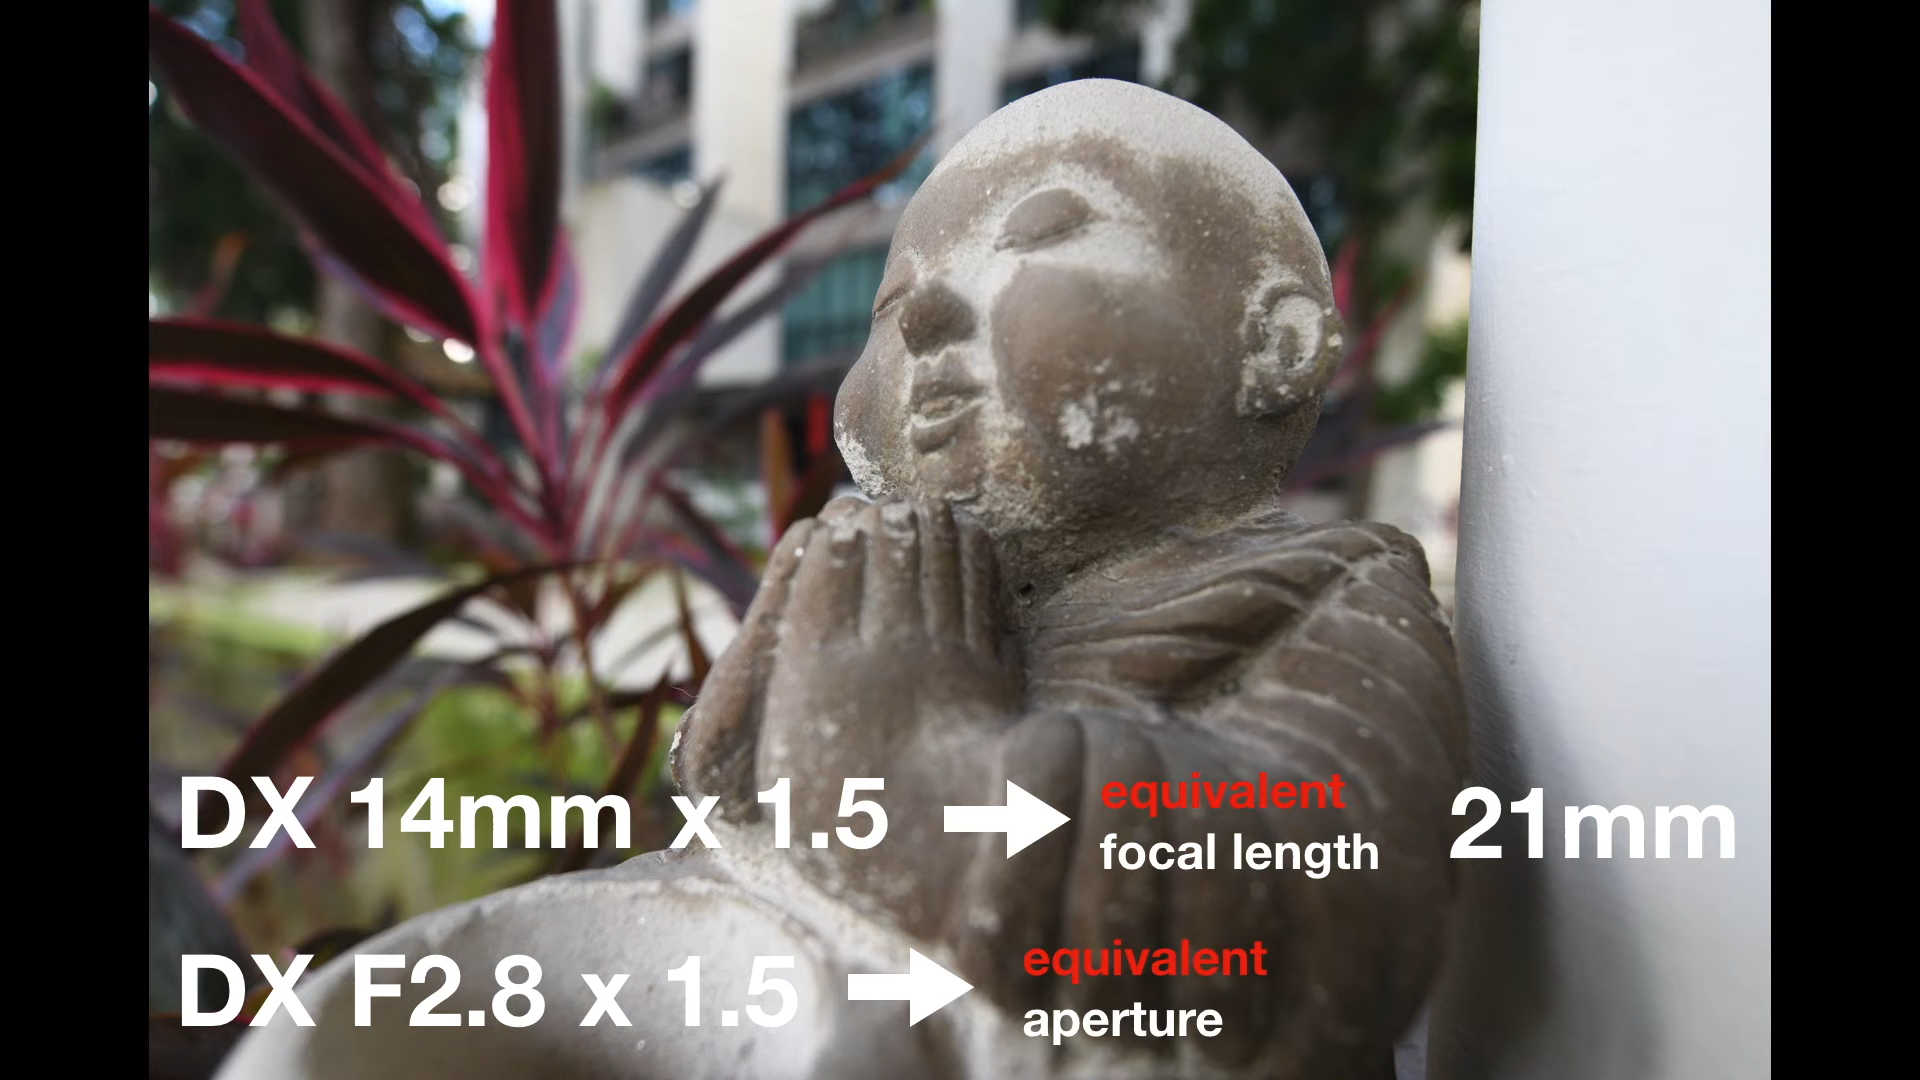 DX 14mm x 1.5 equivalent focal length 21mm
DX F2.8 x 1.5 equivalent aperture